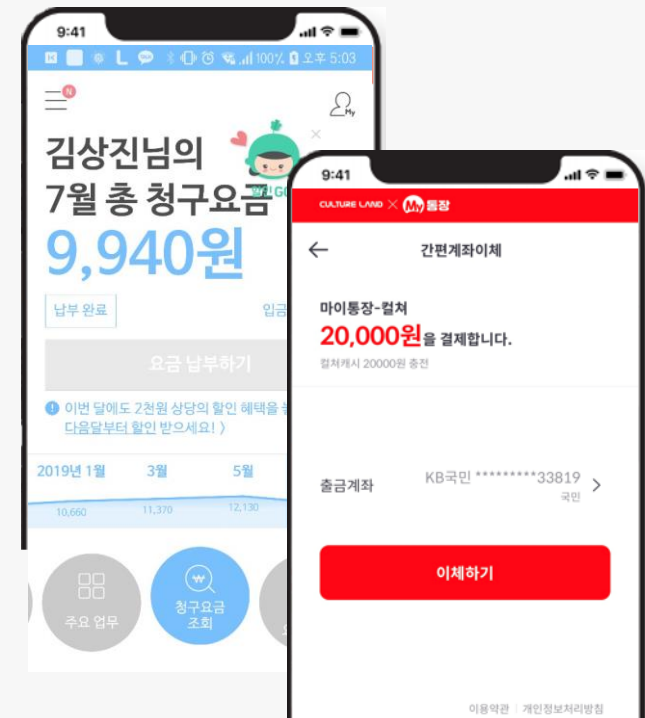 9:41
100% 오후 5:03
N
My
김상진님의
7월 총 청구요금
9,940원
납부 완료
입금
요금 납부하기
이번 달에도 2천원 상당의 할인 혜택을
다음달부터 할인 받으세요! 〉
2019년 1월 3월 5월
10,660 11,370 12,130
주요 업무
청구요금
조회
9:41
CULTURE LAND × My통장
간편계좌이체
마이통장-컬쳐
20,000원을 결제합니다.
컬쳐캐시 20000원 충전
출금계좌 KB국민 *********33819
국민
이체하기
이용약관 | 개인정보처리방침